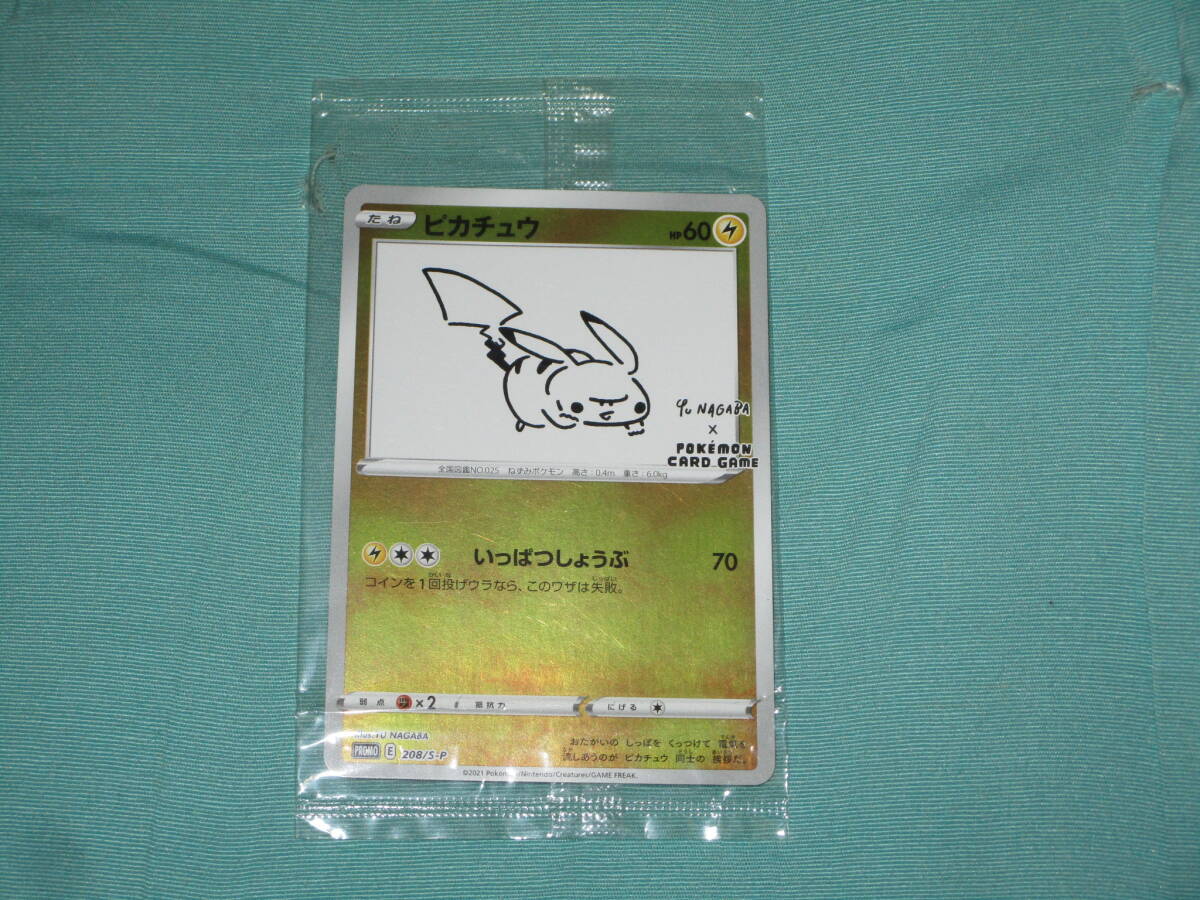 たね ピカチュウ HP60
Yu NAGABA
×
POKÉMON
CARD GAME
全国図鑑NO.025 ねずみポケモン 高さ：0.4m 重さ：6.0kg
いっぱつしょうぶ 70
コインを1回投げウラなら、このワザは失敗。
弱点 ×2 抵抗力 にげる
Illus. YU NAGABA
PROMO E 208/S-P
おたがいの しっぽを くっつけて 電気を
流しあうのが ピカチュウ 同士の 挨拶だ。
©2021 Pokémon/Nintendo/Creatures/GAME FREAK.